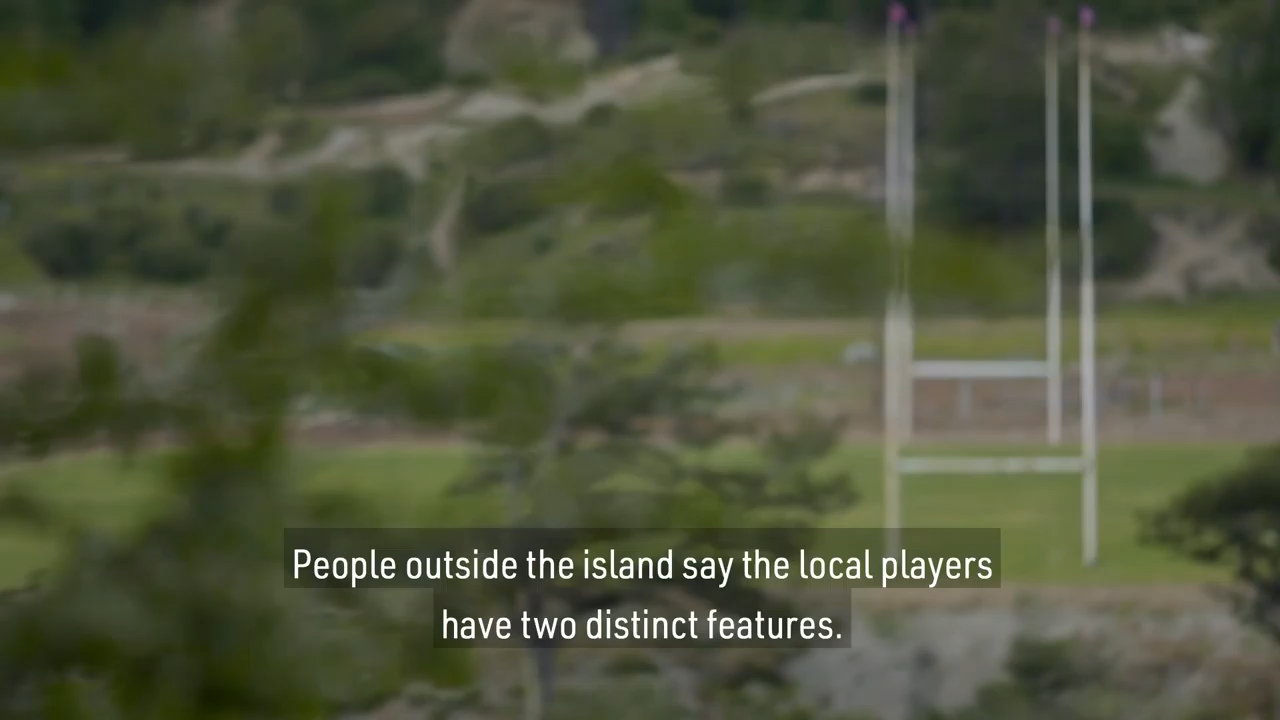 People outside the island say the local players
have two distinct features.